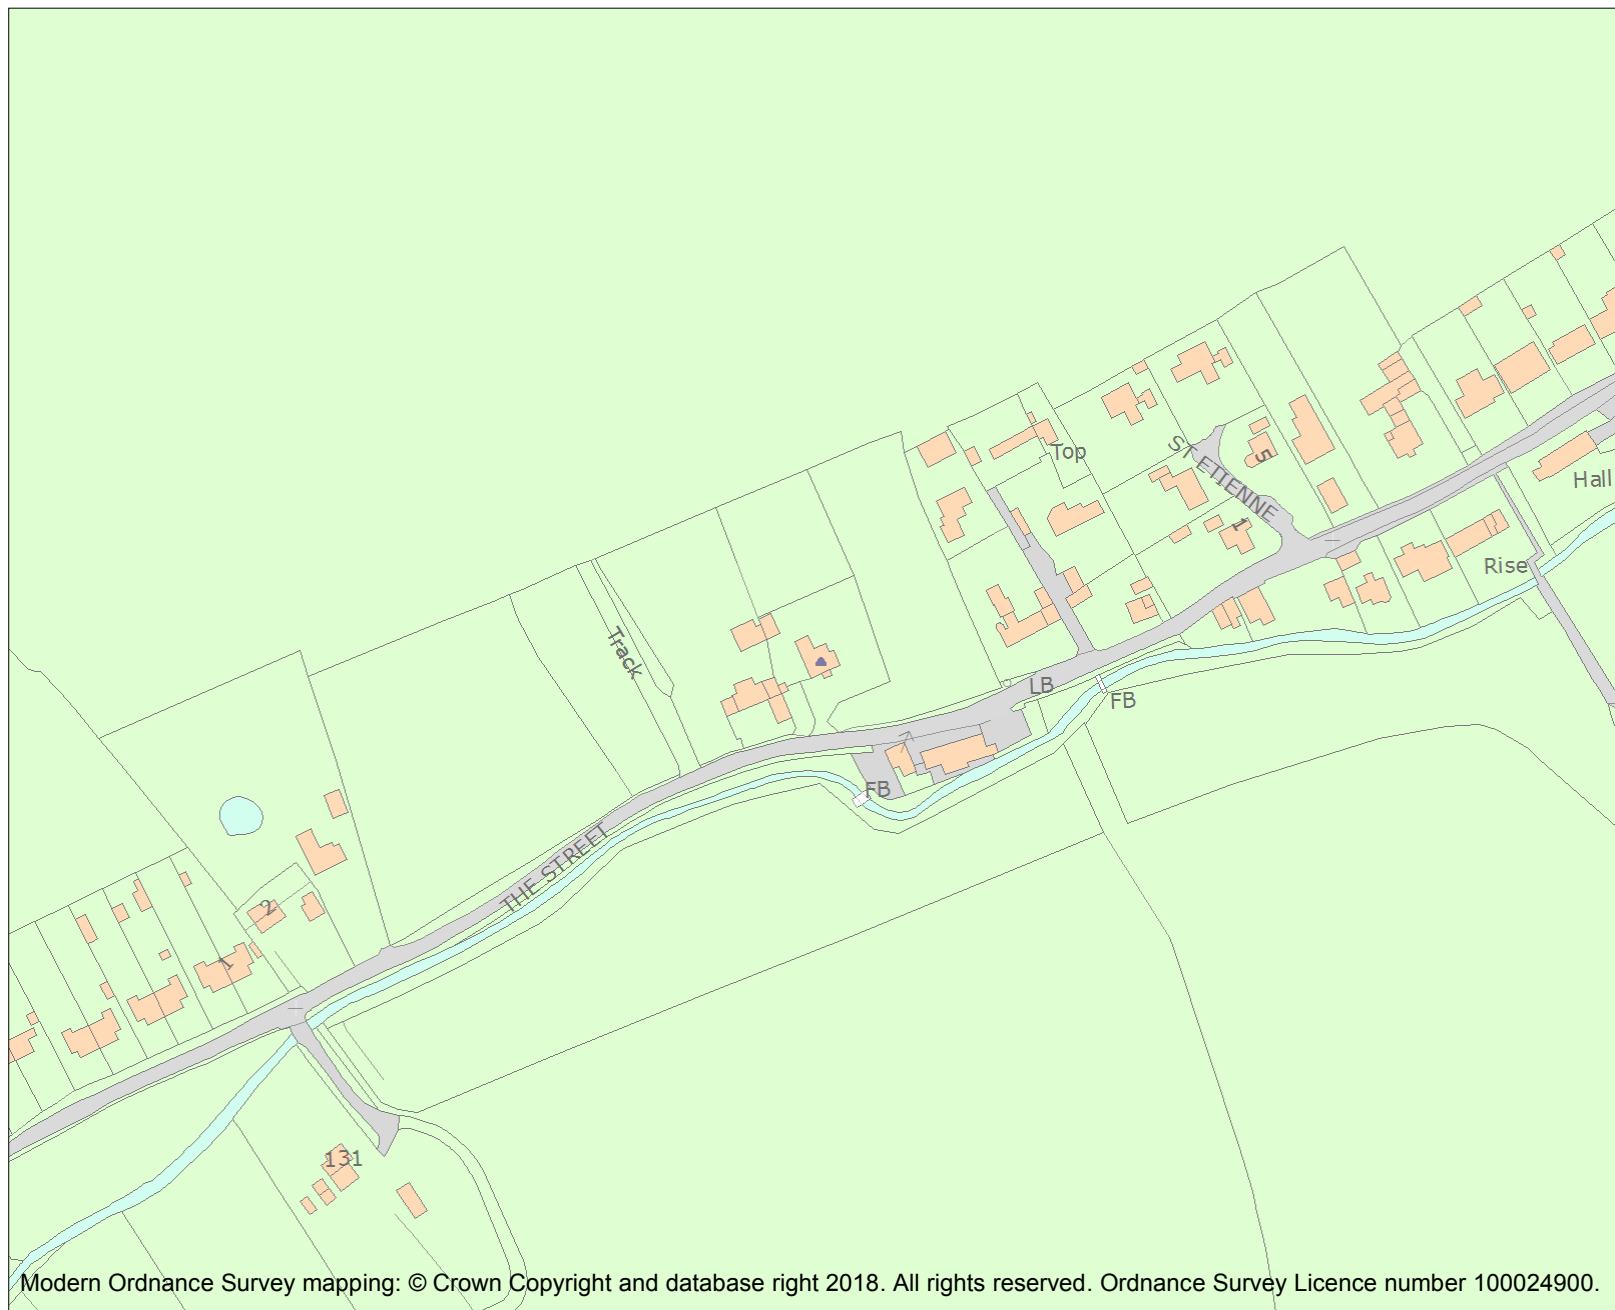 Top
ST ETIENNE
5
Hall
1
Rise
Track
LB
FB
FB
THE STREET
2
1
131
Modern Ordnance Survey mapping: © Crown Copyright and database right 2018. All rights reserved. Ordnance Survey Licence number 100024900.